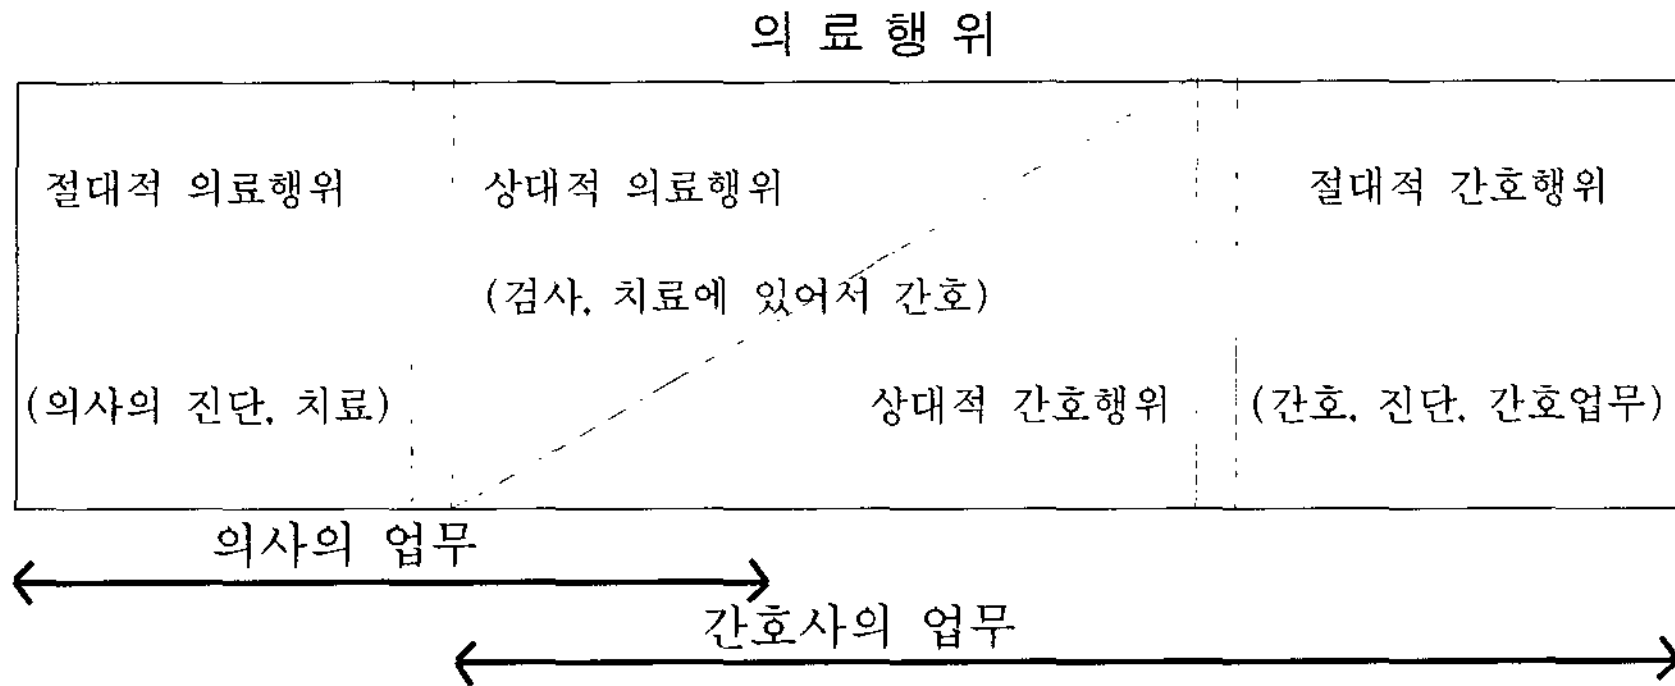 의 료 행 위
절대적 의료행위 상대적 의료행위 절대적 간호행위
(검사, 치료에 있어서 간호)
(의사의 진단, 치료) 상대적 간호행위 (간호, 진단, 간호업무)
의사의 업무
간호사의 업무